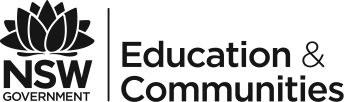 NSW
GOVERNMENT
Education &
Communities